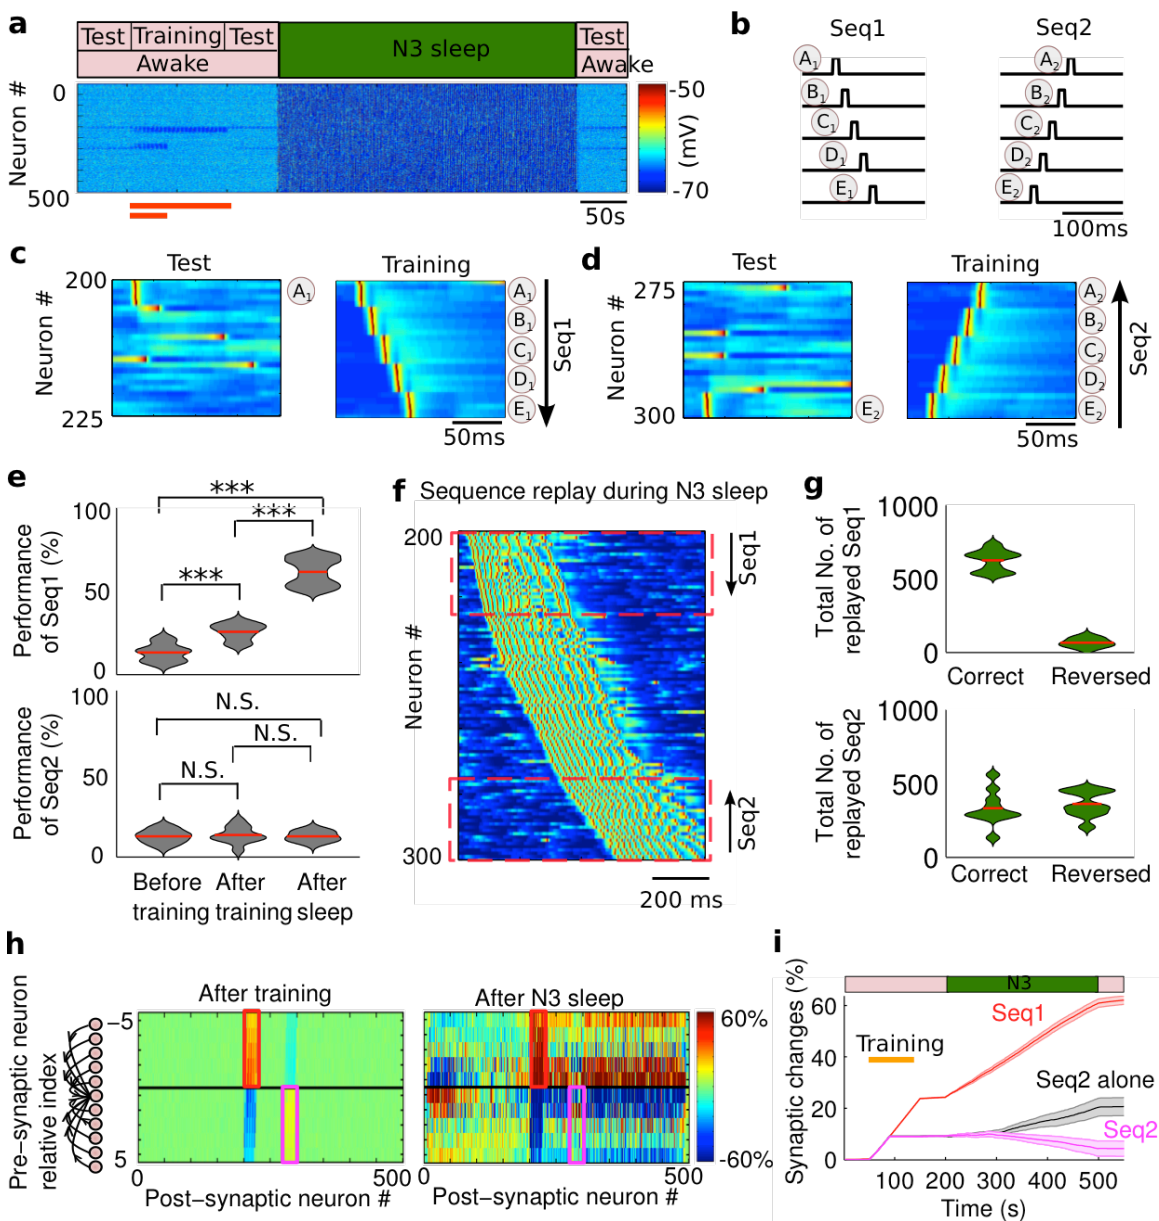 a
Test Training Test
N3 sleep
Test
Awake
Awake
Neuron #
0
500
-50
(mV)
-70
50s
b
Seq1
Seq2
A1
B1
C1
D1
E1
A2
B2
C2
D2
E2
100ms
c
Test
Training
200
Neuron #
225
A1
A1
B1
C1
D1
E1
Seq1
50ms
d
Test
Training
275
Neuron #
300
E2
A2
B2
C2
D2
E2
Seq2
50ms
e
100
Performance
of Seq1 (%)
50
0
***
***
***
100
Performance
of Seq2 (%)
50
0
N.S.
N.S.
N.S.
Before After After
training training sleep
f
Sequence replay during N3 sleep
200
Neuron #
300
Seq1
Seq2
200 ms
g
1000
Total No. of
replayed Seq1
500
0
Correct Reversed
1000
Total No. of
replayed Seq2
500
0
Correct Reversed
h
After training
After N3 sleep
Pre−synaptic neuron
relative index
−5
5
0 500
Post−synaptic neuron #
0 500
Post−synaptic neuron #
60%
-60%
i
N3
Synaptic changes (%)
60
40
20
0
Training
Seq1
Seq2 alone
Seq2
100 200 300 400 500
Time (s)